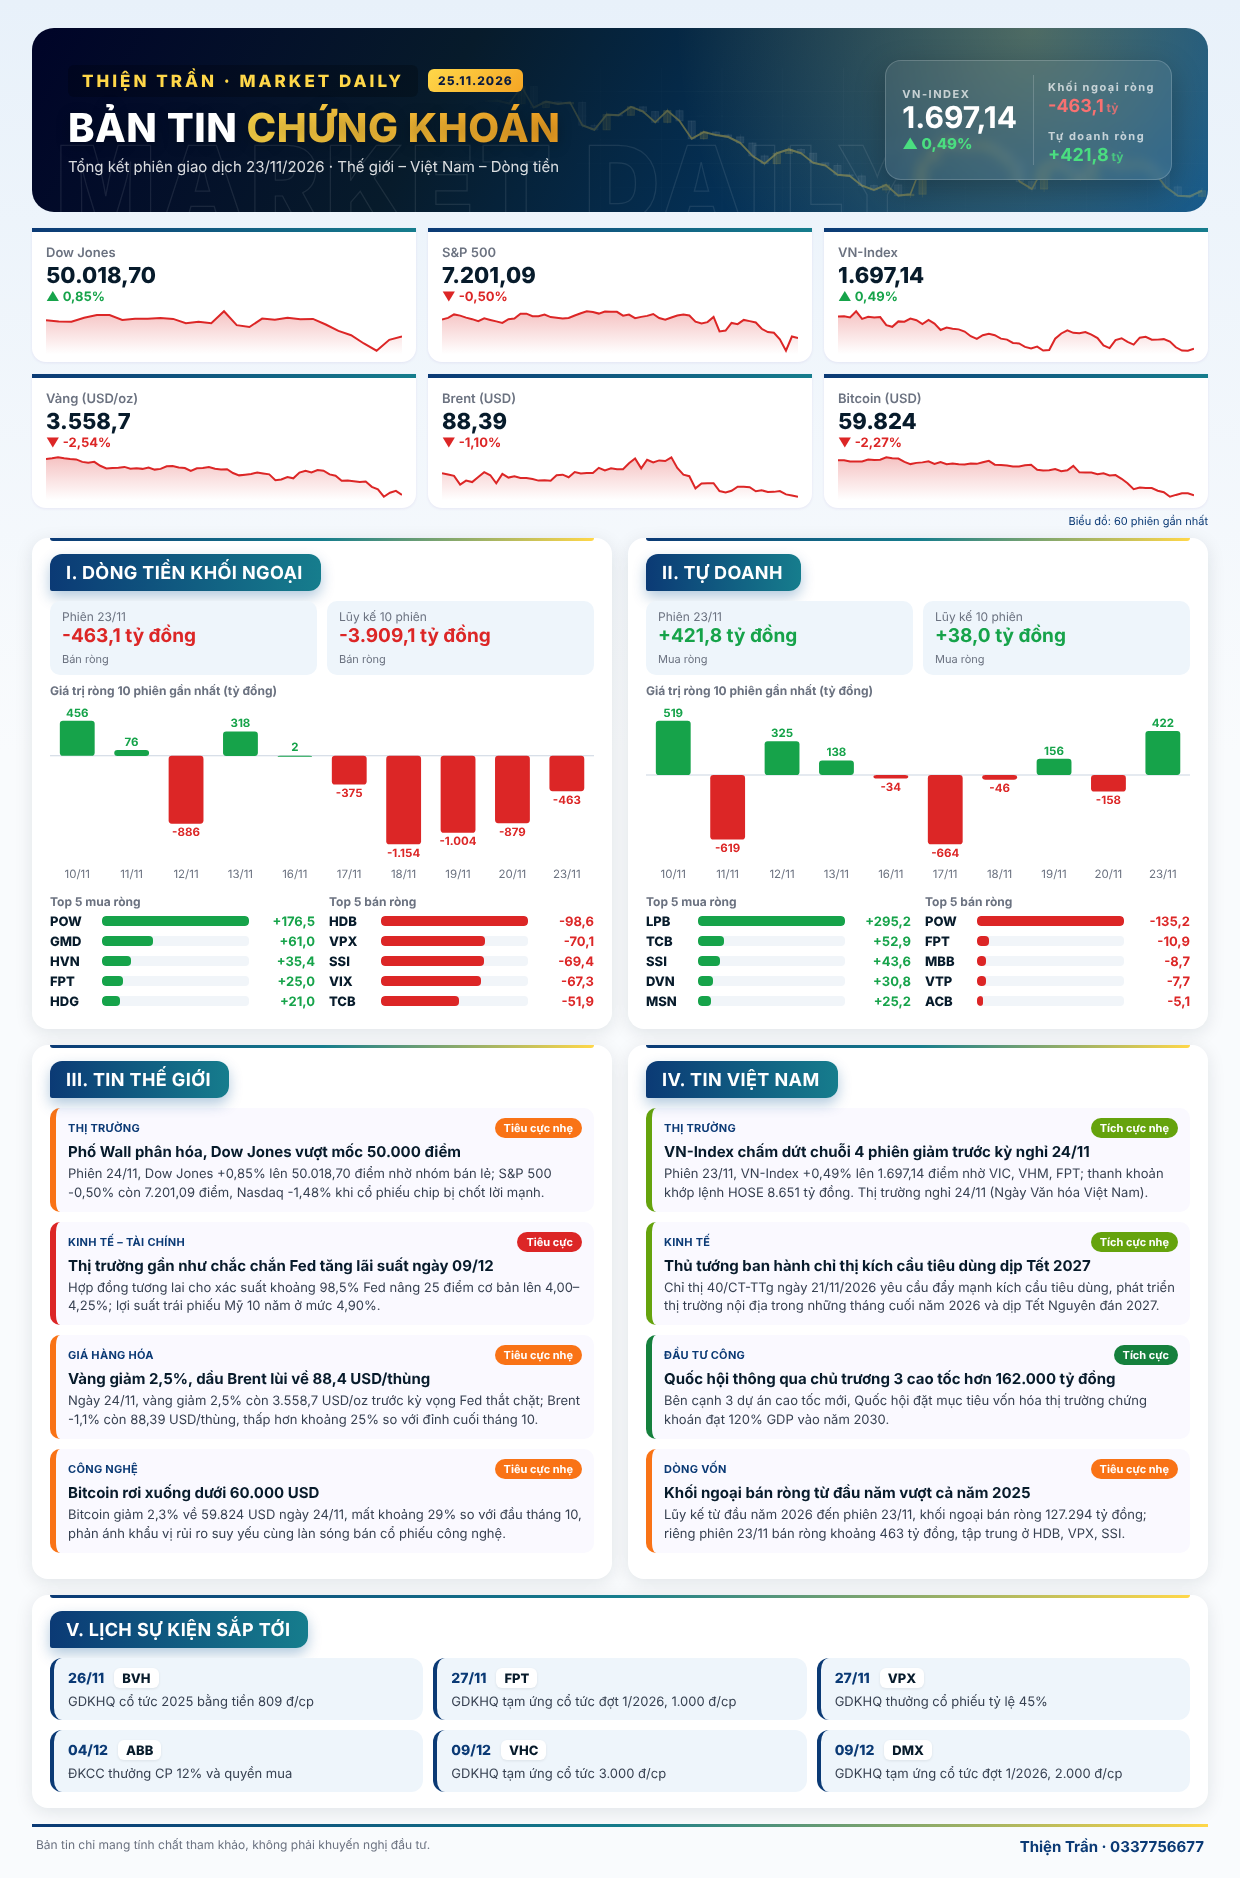 THIỆN TRẦN · MARKET DAILY
25.11.2026
BẢN TIN CHỨNG KHOÁN
Tổng kết phiên giao dịch 23/11/2026 · Thế giới – Việt Nam – Dòng tiền
MARKET DAILY
VN-INDEX
1.697,14
▲ 0,49%
Khối ngoại ròng
-463,1 tỷ
Tự doanh ròng
+421,8 tỷ
Dow Jones
50.018,70
▲ 0,85%
S&P 500
7.201,09
▼ -0,50%
VN-Index
1.697,14
▲ 0,49%
Vàng (USD/oz)
3.558,7
▼ -2,54%
Brent (USD)
88,39
▼ -1,10%
Bitcoin (USD)
59.824
▼ -2,27%
Biểu đồ: 60 phiên gần nhất
I. DÒNG TIỀN KHỐI NGOẠI
Phiên 23/11
-463,1 tỷ đồng
Bán ròng
Lũy kế 10 phiên
-3.909,1 tỷ đồng
Bán ròng
Giá trị ròng 10 phiên gần nhất (tỷ đồng)
456
76
-886
318
2
-375
-1.154
-1.004
-879
-463
10/11 11/11 12/11 13/11 16/11 17/11 18/11 19/11 20/11 23/11
Top 5 mua ròng
POW +176,5
GMD +61,0
HVN +35,4
FPT +25,0
HDG +21,0
Top 5 bán ròng
HDB -98,6
VPX -70,1
SSI -69,4
VIX -67,3
TCB -51,9
II. TỰ DOANH
Phiên 23/11
+421,8 tỷ đồng
Mua ròng
Lũy kế 10 phiên
+38,0 tỷ đồng
Mua ròng
Giá trị ròng 10 phiên gần nhất (tỷ đồng)
519
-619
325
138
-34
-664
-46
156
-158
422
10/11 11/11 12/11 13/11 16/11 17/11 18/11 19/11 20/11 23/11
Top 5 mua ròng
LPB +295,2
TCB +52,9
SSI +43,6
DVN +30,8
MSN +25,2
Top 5 bán ròng
POW -135,2
FPT -10,9
MBB -8,7
VTP -7,7
ACB -5,1
III. TIN THẾ GIỚI
THỊ TRƯỜNG
Tiêu cực nhẹ
Phố Wall phân hóa, Dow Jones vượt mốc 50.000 điểm
Phiên 24/11, Dow Jones +0,85% lên 50.018,70 điểm nhờ nhóm bán lẻ; S&P 500
-0,50% còn 7.201,09 điểm, Nasdaq -1,48% khi cổ phiếu chip bị chốt lời mạnh.
KINH TẾ – TÀI CHÍNH
Tiêu cực
Thị trường gần như chắc chắn Fed tăng lãi suất ngày 09/12
Hợp đồng tương lai cho xác suất khoảng 98,5% Fed nâng 25 điểm cơ bản lên 4,00–
4,25%; lợi suất trái phiếu Mỹ 10 năm ở mức 4,90%.
GIÁ HÀNG HÓA
Tiêu cực nhẹ
Vàng giảm 2,5%, dầu Brent lùi về 88,4 USD/thùng
Ngày 24/11, vàng giảm 2,5% còn 3.558,7 USD/oz trước kỳ vọng Fed thắt chặt; Brent
-1,1% còn 88,39 USD/thùng, thấp hơn khoảng 25% so với đỉnh cuối tháng 10.
CÔNG NGHỆ
Tiêu cực nhẹ
Bitcoin rơi xuống dưới 60.000 USD
Bitcoin giảm 2,3% về 59.824 USD ngày 24/11, mất khoảng 29% so với đầu tháng 10,
phản ánh khẩu vị rủi ro suy yếu cùng làn sóng bán cổ phiếu công nghệ.
IV. TIN VIỆT NAM
THỊ TRƯỜNG
Tích cực nhẹ
VN-Index chấm dứt chuỗi 4 phiên giảm trước kỳ nghỉ 24/11
Phiên 23/11, VN-Index +0,49% lên 1.697,14 điểm nhờ VIC, VHM, FPT; thanh khoản
khớp lệnh HOSE 8.651 tỷ đồng. Thị trường nghỉ 24/11 (Ngày Văn hóa Việt Nam).
KINH TẾ
Tích cực nhẹ
Thủ tướng ban hành chỉ thị kích cầu tiêu dùng dịp Tết 2027
Chỉ thị 40/CT-TTg ngày 21/11/2026 yêu cầu đẩy mạnh kích cầu tiêu dùng, phát triển
thị trường nội địa trong những tháng cuối năm 2026 và dịp Tết Nguyên đán 2027.
ĐẦU TƯ CÔNG
Tích cực
Quốc hội thông qua chủ trương 3 cao tốc hơn 162.000 tỷ đồng
Bên cạnh 3 dự án cao tốc mới, Quốc hội đặt mục tiêu vốn hóa thị trường chứng
khoán đạt 120% GDP vào năm 2030.
DÒNG VỐN
Tiêu cực nhẹ
Khối ngoại bán ròng từ đầu năm vượt cả năm 2025
Lũy kế từ đầu năm 2026 đến phiên 23/11, khối ngoại bán ròng 127.294 tỷ đồng;
riêng phiên 23/11 bán ròng khoảng 463 tỷ đồng, tập trung ở HDB, VPX, SSI.
V. LỊCH SỰ KIỆN SẮP TỚI
26/11 BVH
GDKHQ cổ tức 2025 bằng tiền 809 đ/cp
27/11 FPT
GDKHQ tạm ứng cổ tức đợt 1/2026, 1.000 đ/cp
27/11 VPX
GDKHQ thưởng cổ phiếu tỷ lệ 45%
04/12 ABB
ĐKCC thưởng CP 12% và quyền mua
09/12 VHC
GDKHQ tạm ứng cổ tức 3.000 đ/cp
09/12 DMX
GDKHQ tạm ứng cổ tức đợt 1/2026, 2.000 đ/cp
Bản tin chỉ mang tính chất tham khảo, không phải khuyến nghị đầu tư.
Thiện Trần · 0337756677